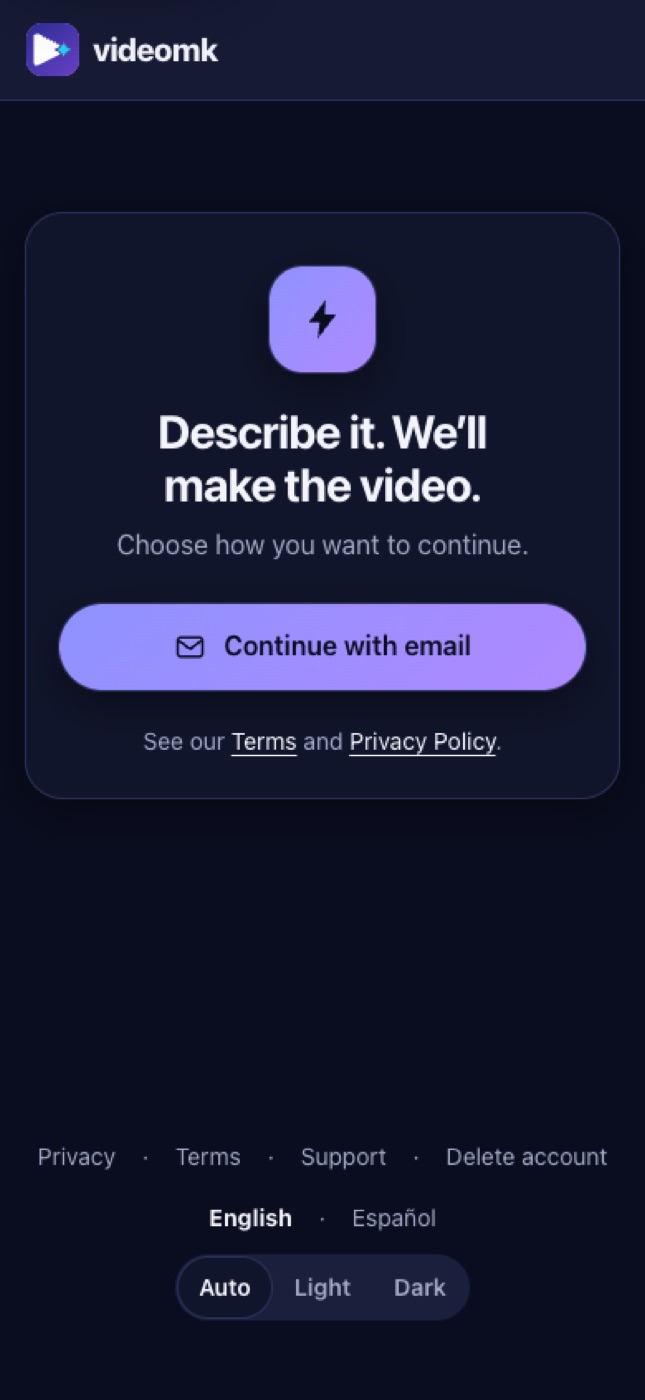 videomk
Describe it. We’ll
make the video.
Choose how you want to continue.
Continue with email
See our Terms and Privacy Policy.
Privacy · Terms · Support · Delete account
English · Español
Auto Light Dark